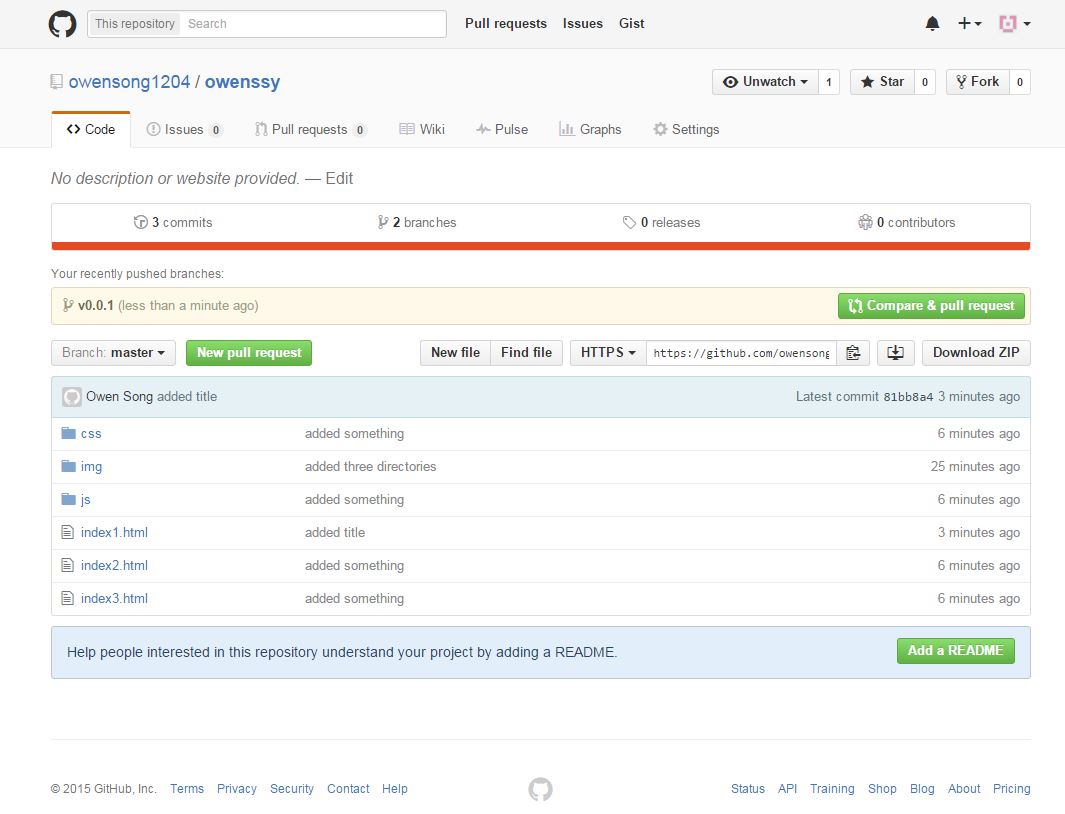 This repository Search Pull requests Issues Gist
owensong1204 / owenssy Unwatch 1 Star 0 Fork 0
Code Issues 0 Pull requests 0 Wiki Pulse Graphs Settings
No description or website provided. — Edit
3 commits 2 branches 0 releases 0 contributors
Your recently pushed branches:
v0.0.1 (less than a minute ago) Compare & pull request
Branch: master New pull request New file Find file HTTPS https://github.com/owensong Download ZIP
Owen Song added title Latest commit 81bb8a4 3 minutes ago
css added something 6 minutes ago
img added three directories 25 minutes ago
js added something 6 minutes ago
index1.html added title 3 minutes ago
index2.html added something 6 minutes ago
index3.html added something 6 minutes ago
Help people interested in this repository understand your project by adding a README. Add a README
© 2015 GitHub, Inc. Terms Privacy Security Contact Help Status API Training Shop Blog About Pricing